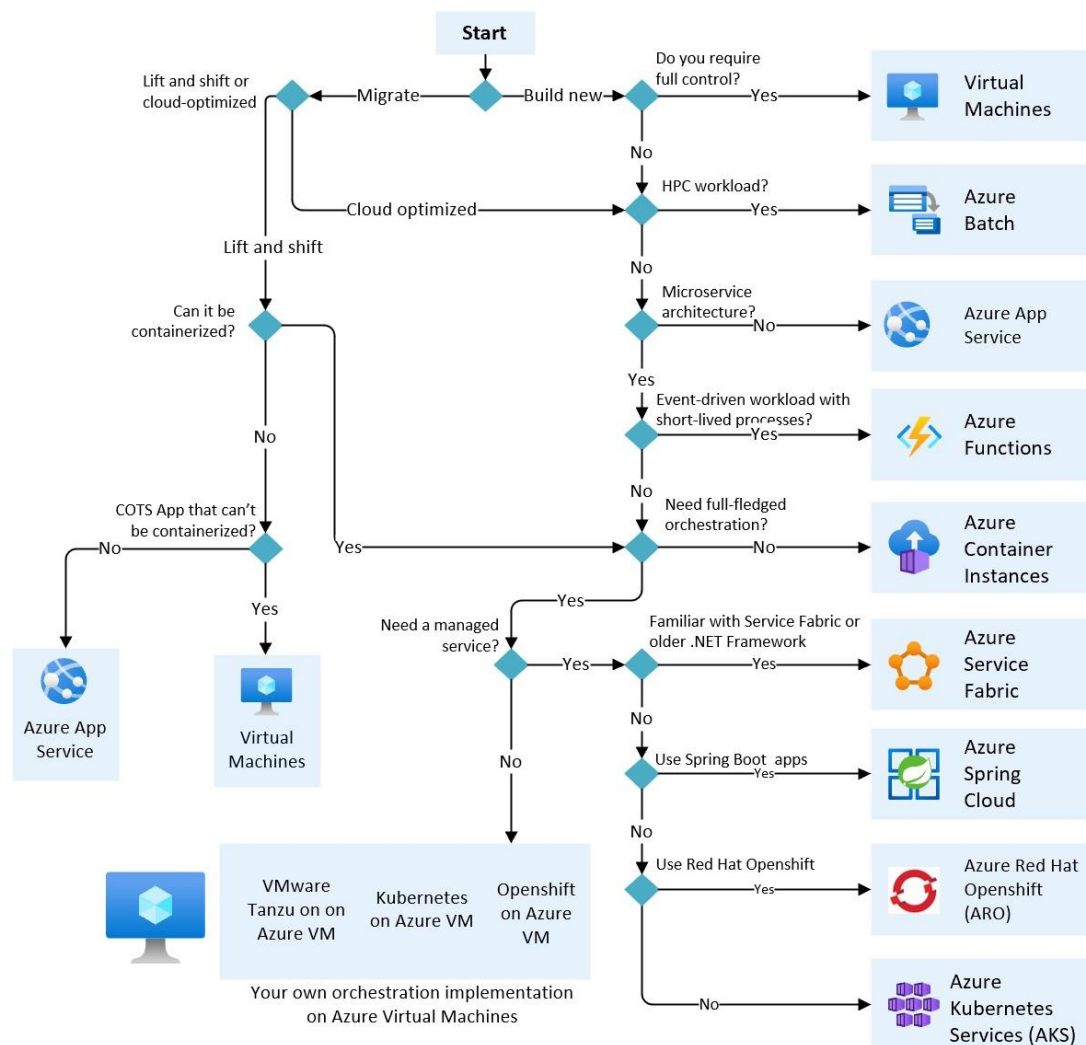 Start
Do you require
full control?
Lift and shift or
cloud-optimized
Migrate
Build new
Yes
Virtual
Machines
No
HPC workload?
Cloud optimized
Yes
Azure
Batch
Lift and shift
No
Can it be
containerized?
Microservice
architecture?
No
Azure App
Service
Yes
Event-driven workload with
short-lived processes?
Yes
Azure
Functions
No
No
COTS App that can't
be containerized?
Need full-fledged
orchestration?
No
Yes
No
Azure
Container
Instances
Yes
Yes
Need a managed
service?
Familiar with Service Fabric or
older .NET Framework
Yes
Yes
Azure
Service
Fabric
Azure App
Service
Virtual
Machines
No
No
Use Spring Boot apps
Yes
Azure
Spring
Cloud
No
Use Red Hat Openshift
Yes
Azure Red Hat
Openshift
(ARO)
VMware
Tanzu on on
Azure VM
Kubernetes
on Azure VM
Openshift
on Azure
VM
Your own orchestration implementation
on Azure Virtual Machines
No
Azure
Kubernetes
Services (AKS)